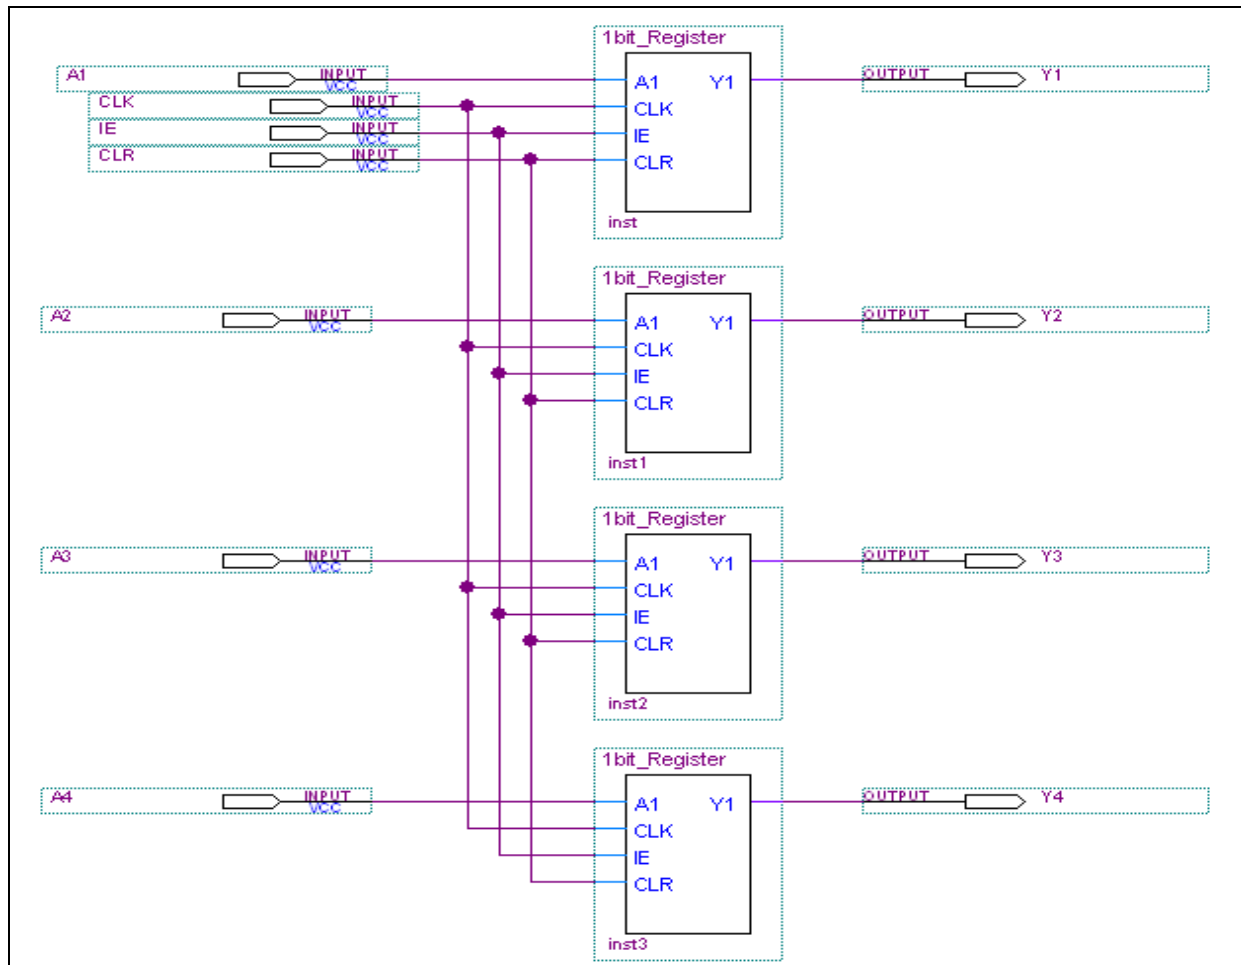 1bit_Register
A1 INPUT VCC A1 Y1 OUTPUT Y1
CLK INPUT VCC CLK
IE INPUT VCC IE
CLR INPUT VCC CLR
inst
1bit_Register
A2 INPUT VCC A1 Y1 OUTPUT Y2
CLK
IE
CLR
inst1
1bit_Register
A3 INPUT VCC A1 Y1 OUTPUT Y3
CLK
IE
CLR
inst2
1bit_Register
A4 INPUT VCC A1 Y1 OUTPUT Y4
CLK
IE
CLR
inst3